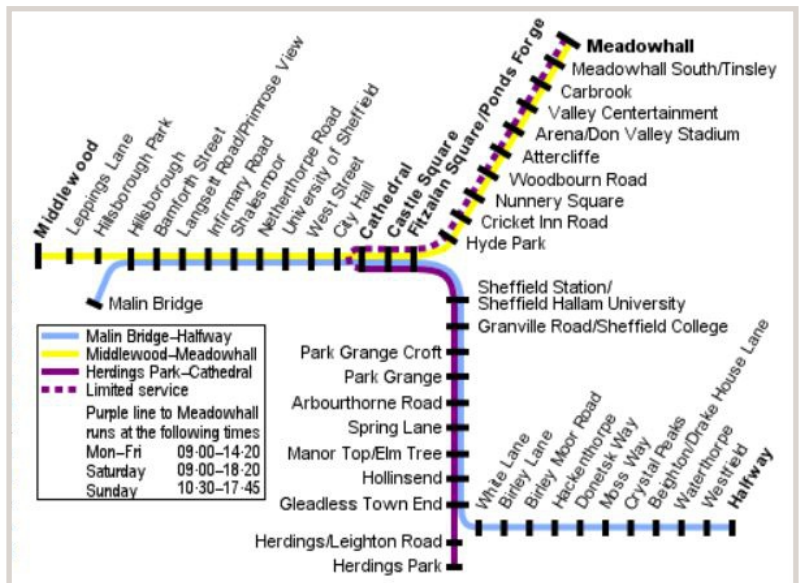 Middlewood
Leppings Lane
Hillsborough Park
Hillsborough
Bamforth Street
Langsett Road/Primrose View
Infirmary Road
Shalesmoor
Netherthorpe Road
University of Sheffield
West Street
City Hall
Cathedral
Castle Square
Fitzalan Square/Ponds Forge
Meadowhall
Meadowhall South/Tinsley
Carbrook
Valley Centertainment
Arena/Don Valley Stadium
Attercliffe
Woodbourn Road
Nunnery Square
Cricket Inn Road
Hyde Park
Malin Bridge
Sheffield Station/
Sheffield Hallam University
Granville Road/Sheffield College
Park Grange Croft
Park Grange
Arbourthorne Road
Spring Lane
Manor Top/Elm Tree
Hollinsend
Gleadless Town End
Herdings/Leighton Road
Herdings Park
White Lane
Birley Lane
Birley Moor Road
Hackenthorpe
Donetsk Way
Moss Way
Crystal Peaks
Beighton/Drake House Lane
Waterthorpe
Westfield
Halfway
Malin Bridge–Halfway
Middlewood–Meadowhall
Herdings Park–Cathedral
Limited service
Purple line to Meadowhall
runs at the following times
Mon–Fri 09·00–14·20
Saturday 09·00–18·20
Sunday 10·30–17·45